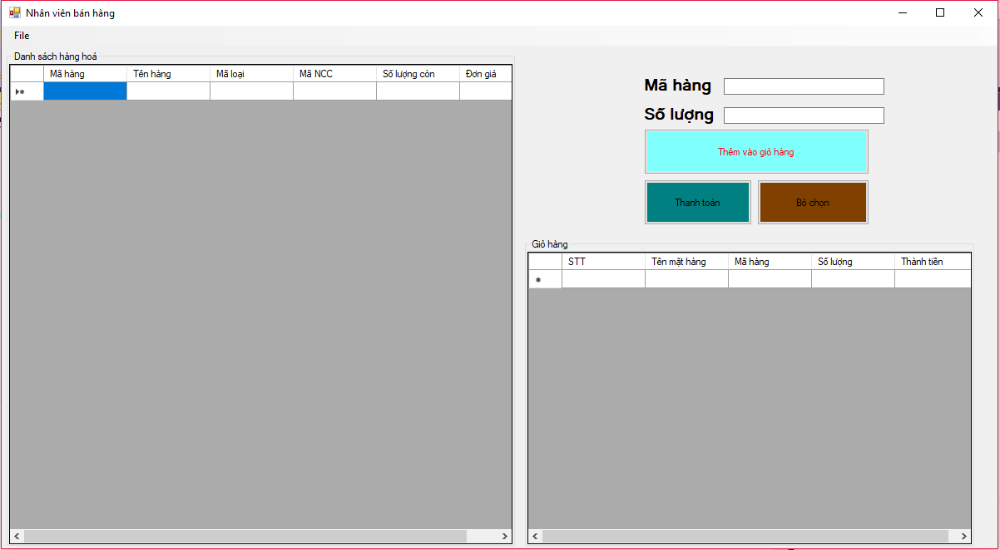 Nhân viên bán hàng
File
Danh sách hàng hoá
Mã hàng Tên hàng Mã loại Mã NCC Số lượng còn Đơn giá
Mã hàng
Số lượng
Thêm vào giỏ hàng
Thanh toán Bỏ chọn
Giỏ hàng
STT Tên mặt hàng Mã hàng Số lượng Thành tiền